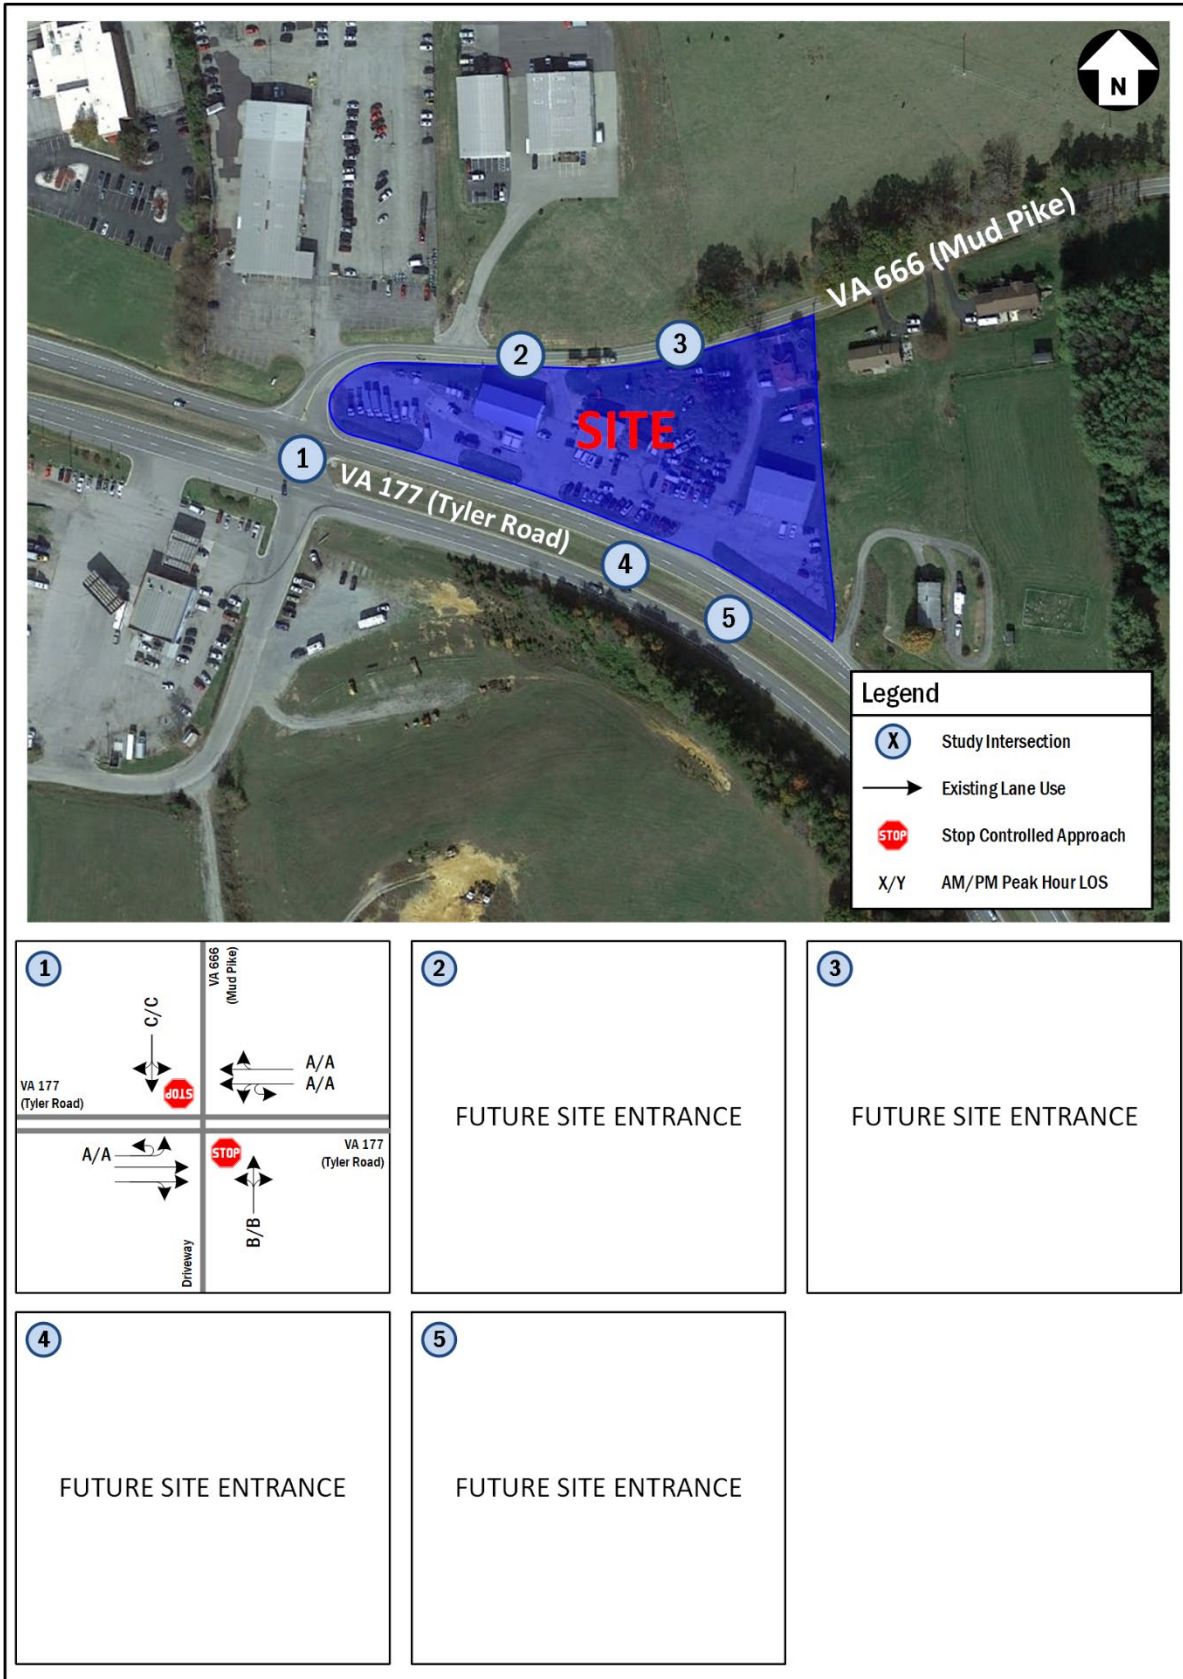 N
VA 666 (Mud Pike)
2
3
SITE
1
VA 177 (Tyler Road)
4
5
Legend
X Study Intersection
Existing Lane Use
STOP Stop Controlled Approach
X/Y AM/PM Peak Hour LOS
1
VA 666
(Mud Pike)
C/C
A/A
A/A
VA 177
(Tyler Road)
STOP
A/A
STOP
VA 177
(Tyler Road)
B/B
Driveway
2
FUTURE SITE ENTRANCE
3
FUTURE SITE ENTRANCE
4
FUTURE SITE ENTRANCE
5
FUTURE SITE ENTRANCE